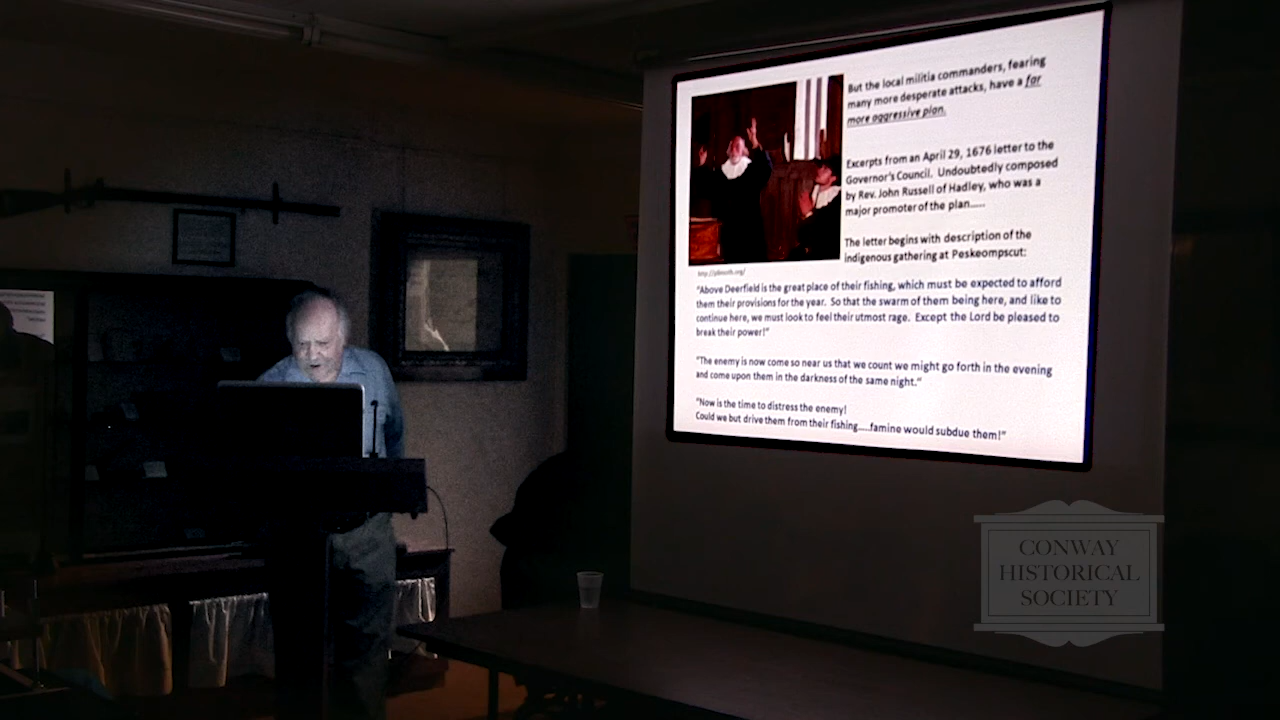 But the local militia commanders, fearing
many more desperate attacks, have a far
more aggressive plan.
Excerpts from an April 29, 1676 letter to the
Governor's Council. Undoubtedly composed
by Rev. John Russell of Hadley, who was a
major promoter of the plan.....
The letter begins with description of the
indigenous gathering at Peskeompscut:
http://plimoth.org/
"Above Deerfield is the great place of their fishing, which must be expected to afford
them their provisions for the year. So that the swarm of them being here, and like to
continue here, we must look to feel their utmost rage. Except the Lord be pleased to
break their power!"
"The enemy is now come so near us that we count we might go forth in the evening
and come upon them in the darkness of the same night."
"Now is the time to distress the enemy!
Could we but drive them from their fishing.....famine would subdue them!"
CONWAY
HISTORICAL
SOCIETY